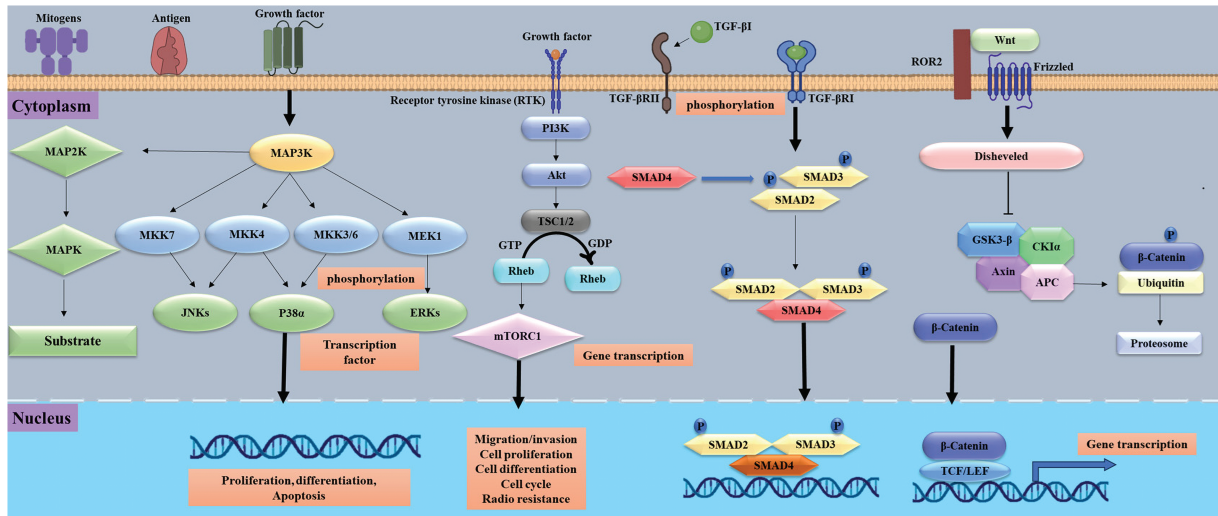 Mitogens
Antigen
Growth factor
Growth factor
TGF-βI
Wnt
ROR2
Frizzled
Receptor tyrosine kinase (RTK)
TGF-βRII
phosphorylation
TGF-βRI
Cytoplasm
MAP2K
MAP3K
PI3K
Akt
TSC1/2
GTP
GDP
Rheb
Rheb
mTORC1
MAPK
MKK7
MKK4
MKK3/6
MEK1
phosphorylation
JNKs
P38α
ERKs
Substrate
Transcription
factor
Gene transcription
SMAD4
P
SMAD3
P
SMAD2
P
P
SMAD2
SMAD3
SMAD4
Disheveled
GSK3-β
CKIα
Axin
APC
P
β-Catenin
Ubiquitin
Proteosome
β-Catenin
Nucleus
Proliferation, differentiation,
Apoptosis
Migration/invasion
Cell proliferation
Cell differentiation
Cell cycle
Radio resistance
P
P
SMAD2
SMAD3
SMAD4
β-Catenin
TCF/LEF
Gene transcription